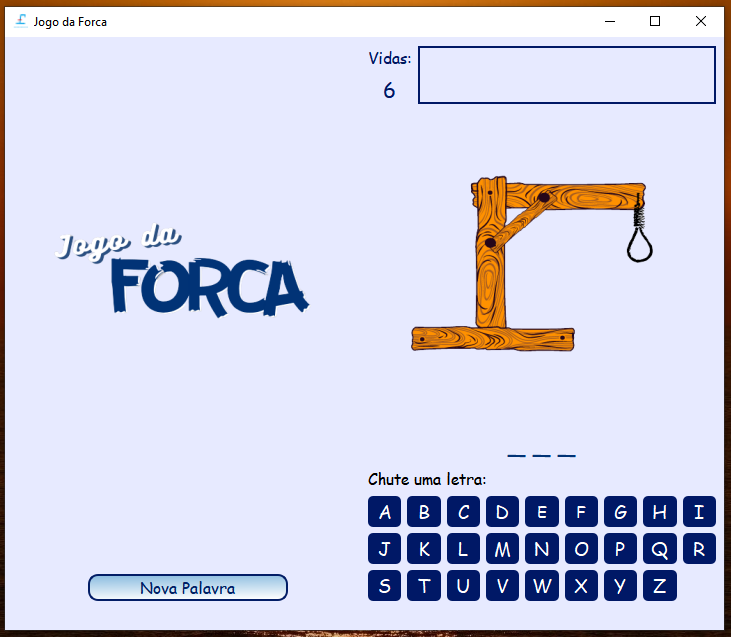 Jogo da Forca
Vidas:
6
Jogo da
FORCA
_ _ _
Chute uma letra:
A B C D E F G H I
J K L M N O P Q R
S T U V W X Y Z
Nova Palavra